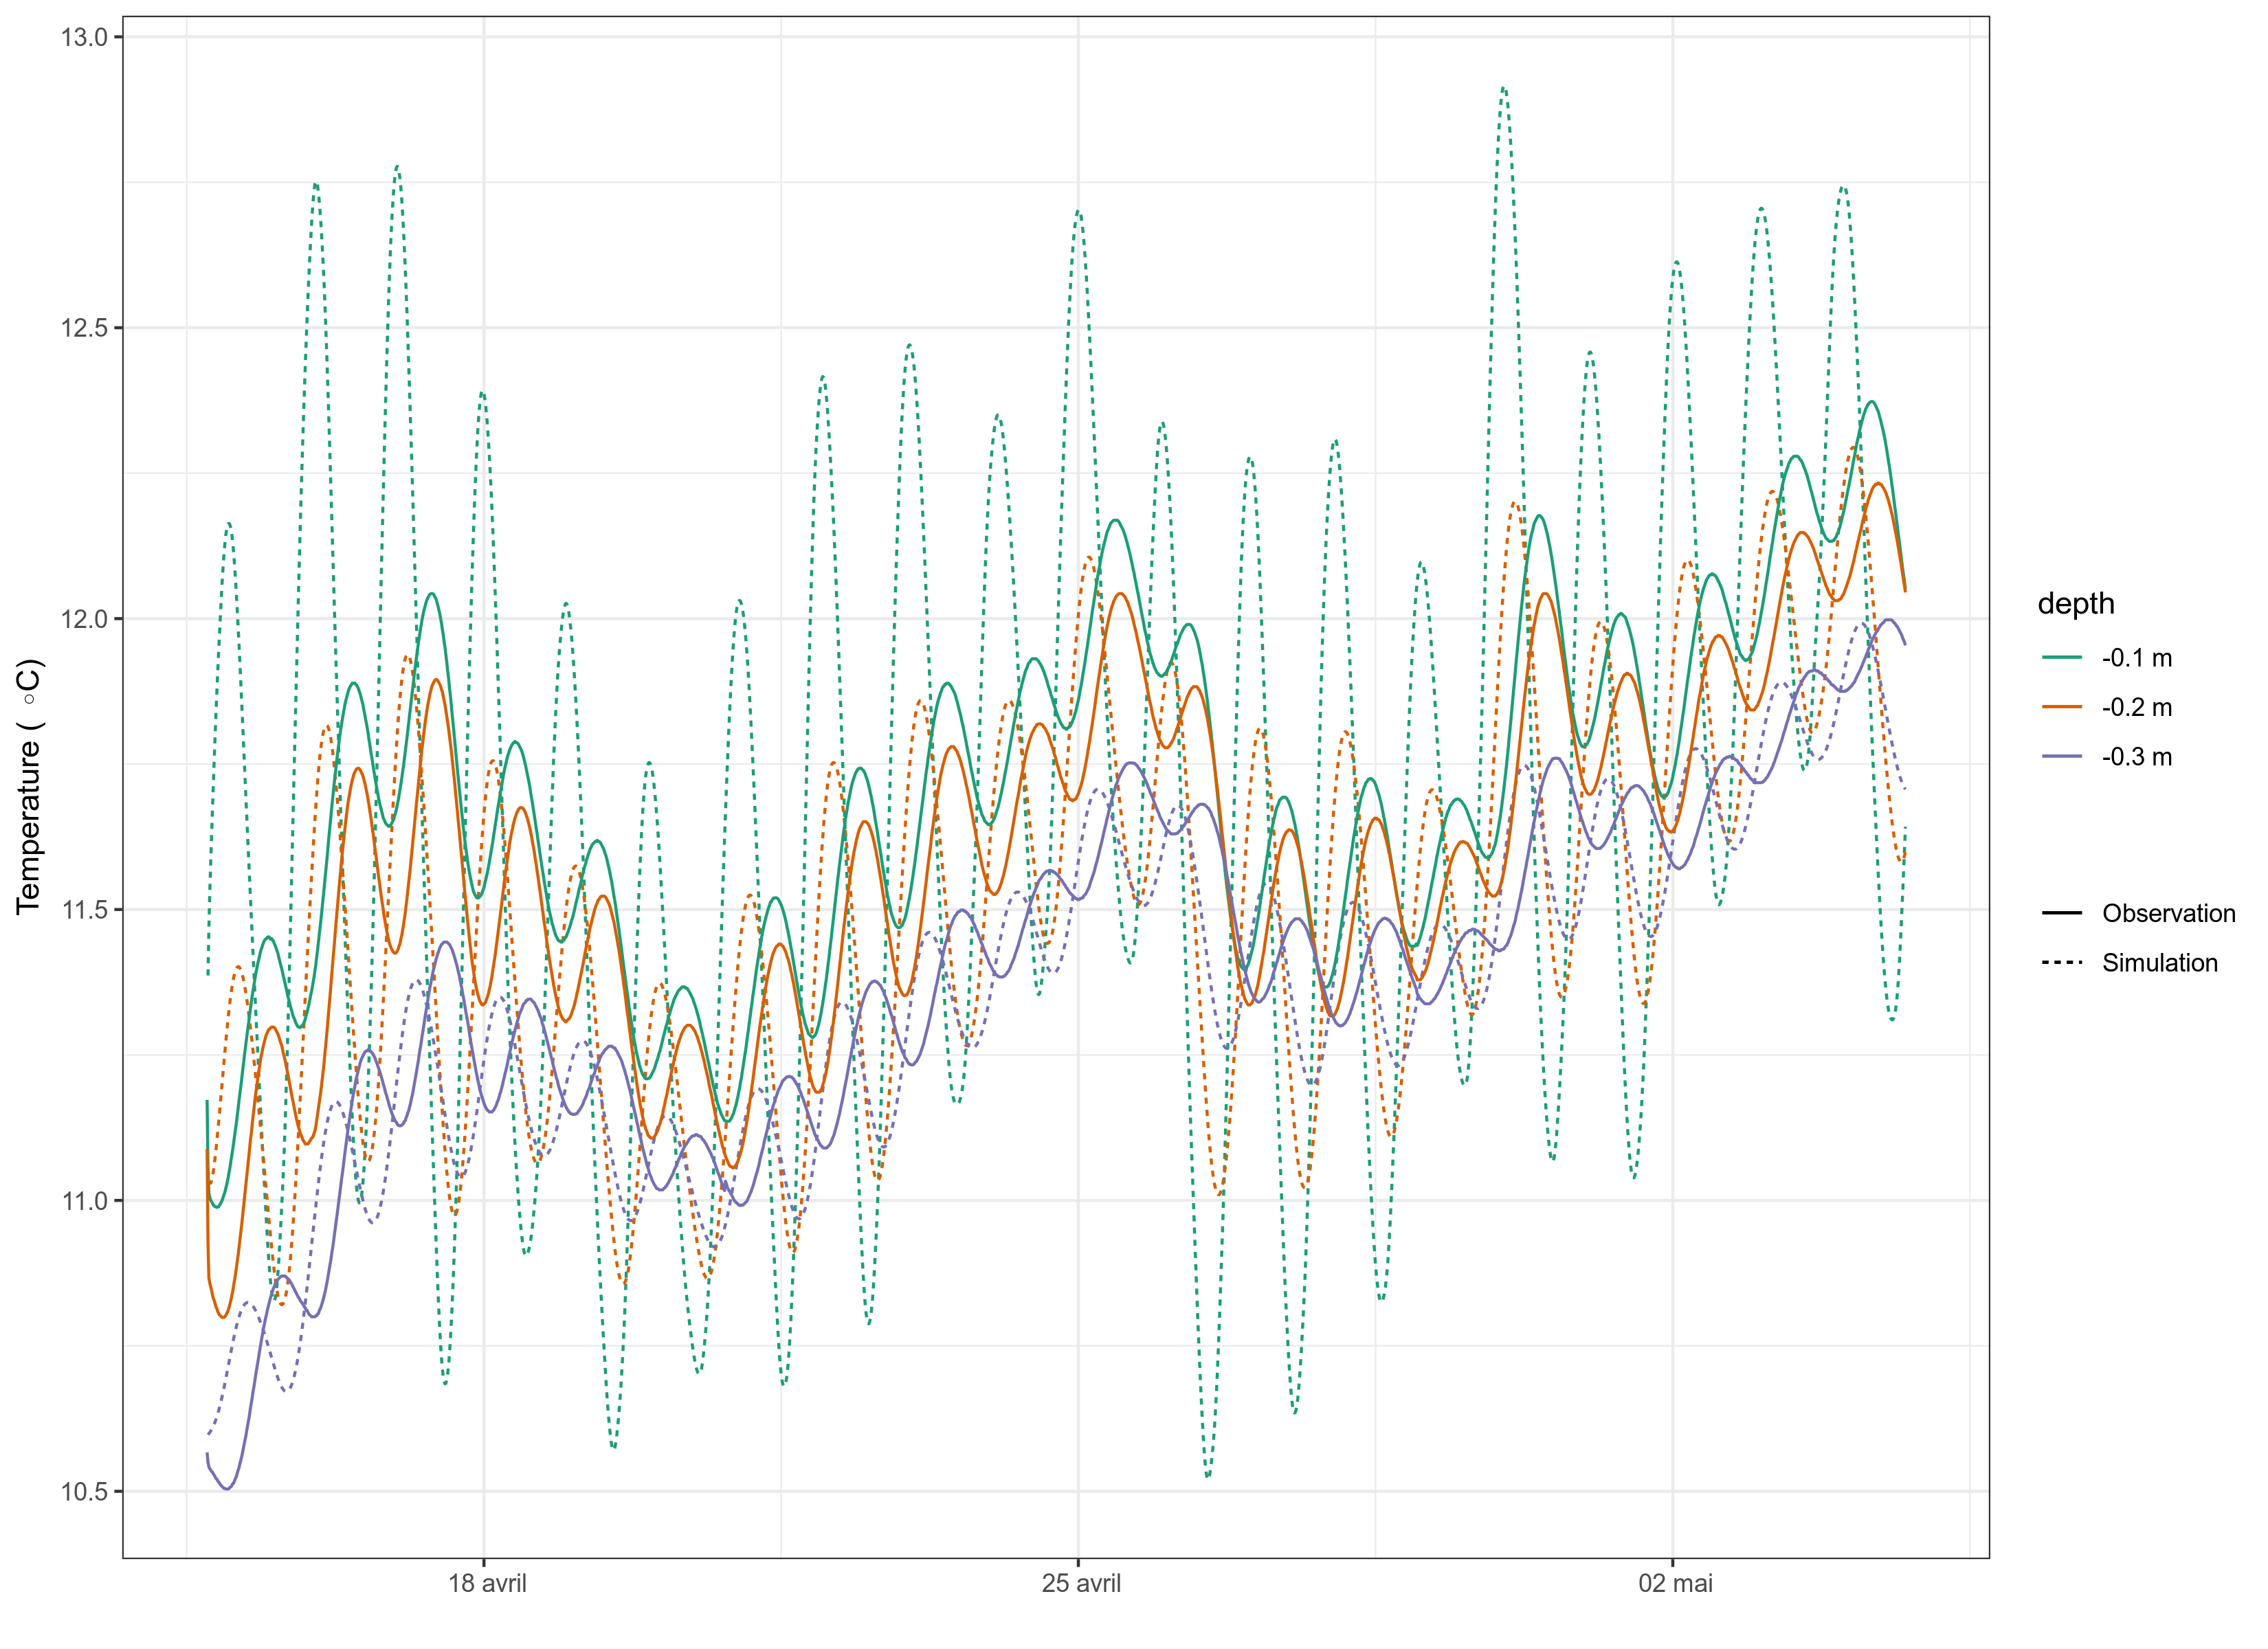 13.0
12.5
12.0
11.5
11.0
10.5
Temperature ( ∘C)
18 avril
25 avril
02 mai
depth
-0.1 m
-0.2 m
-0.3 m
Observation
Simulation